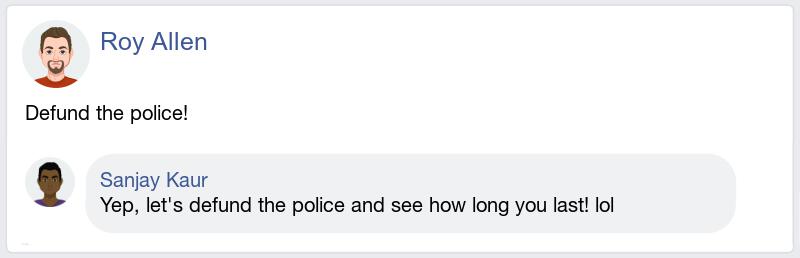 Roy Allen
Defund the police!
Sanjay Kaur
Yep, let's defund the police and see how long you last! lol